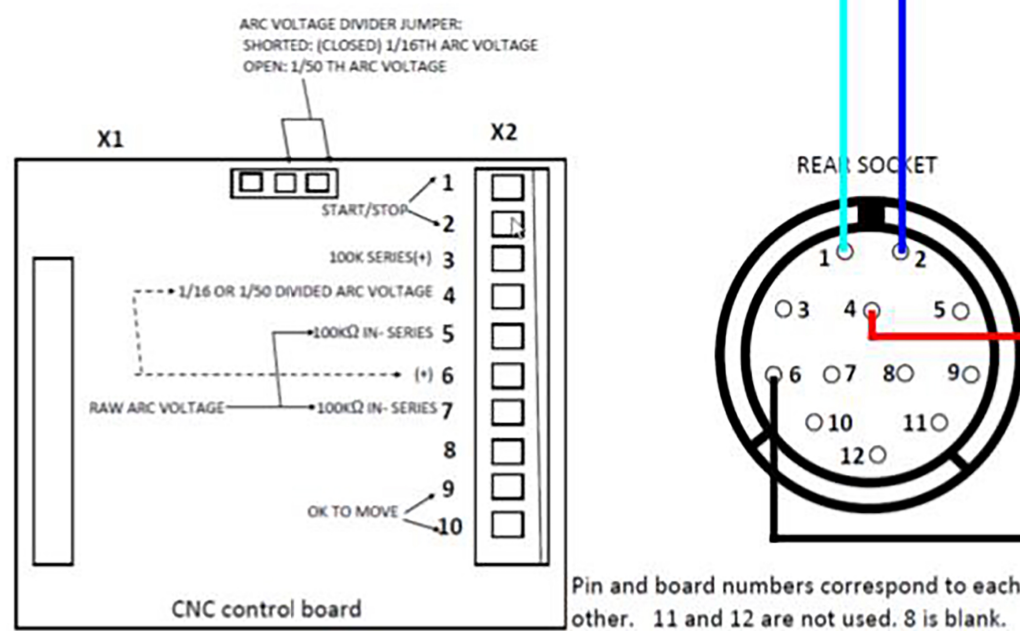 ARC VOLTAGE DIVIDER JUMPER:
SHORTED: (CLOSED) 1/16TH ARC VOLTAGE
OPEN: 1/50 TH ARC VOLTAGE
X1
X2
START/STOP
1
2
100K SERIES(+) 3
1/16 OR 1/50 DIVIDED ARC VOLTAGE 4
100KΩ IN- SERIES 5
(+) 6
RAW ARC VOLTAGE
100KΩ IN- SERIES 7
8
9
OK TO MOVE
10
CNC control board
REAR SOCKET
1 2
3 4 5
6 7 8 9
10 11
12
Pin and board numbers correspond to each
other. 11 and 12 are not used. 8 is blank.